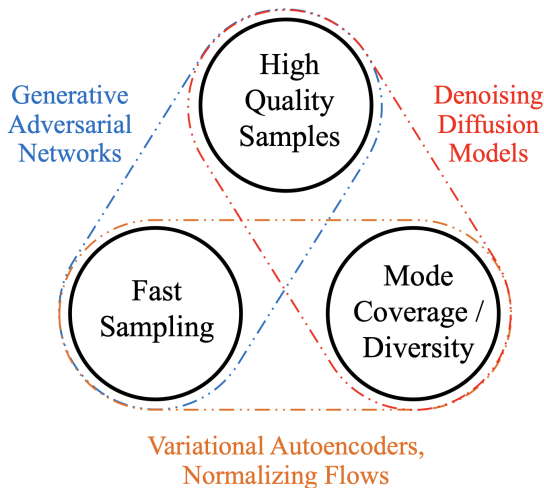 High
Quality
Samples
Generative
Adversarial
Networks
Denoising
Diffusion
Models
Fast
Sampling
Mode
Coverage /
Diversity
Variational Autoencoders,
Normalizing Flows